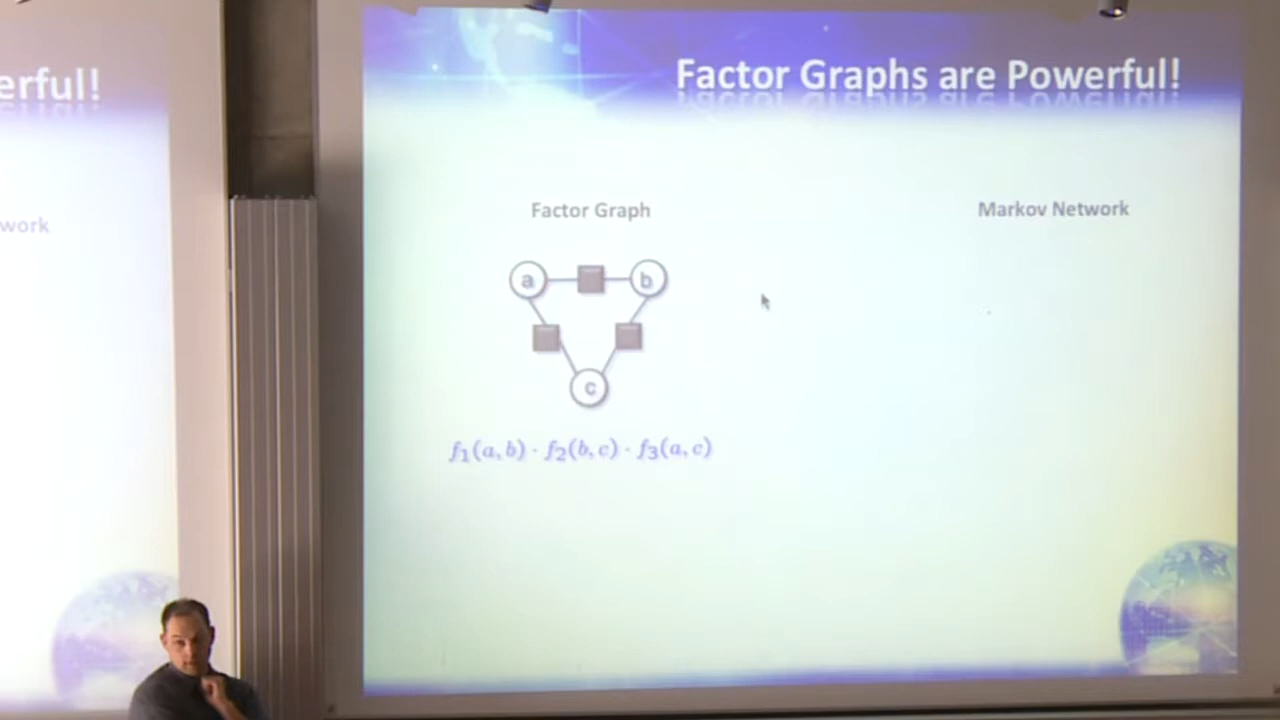 erful!
work
Factor Graphs are Powerful!
Factor Graph
Markov Network
a
b
c
f₁(a, b) · f₂(b, c) · f₃(a, c)